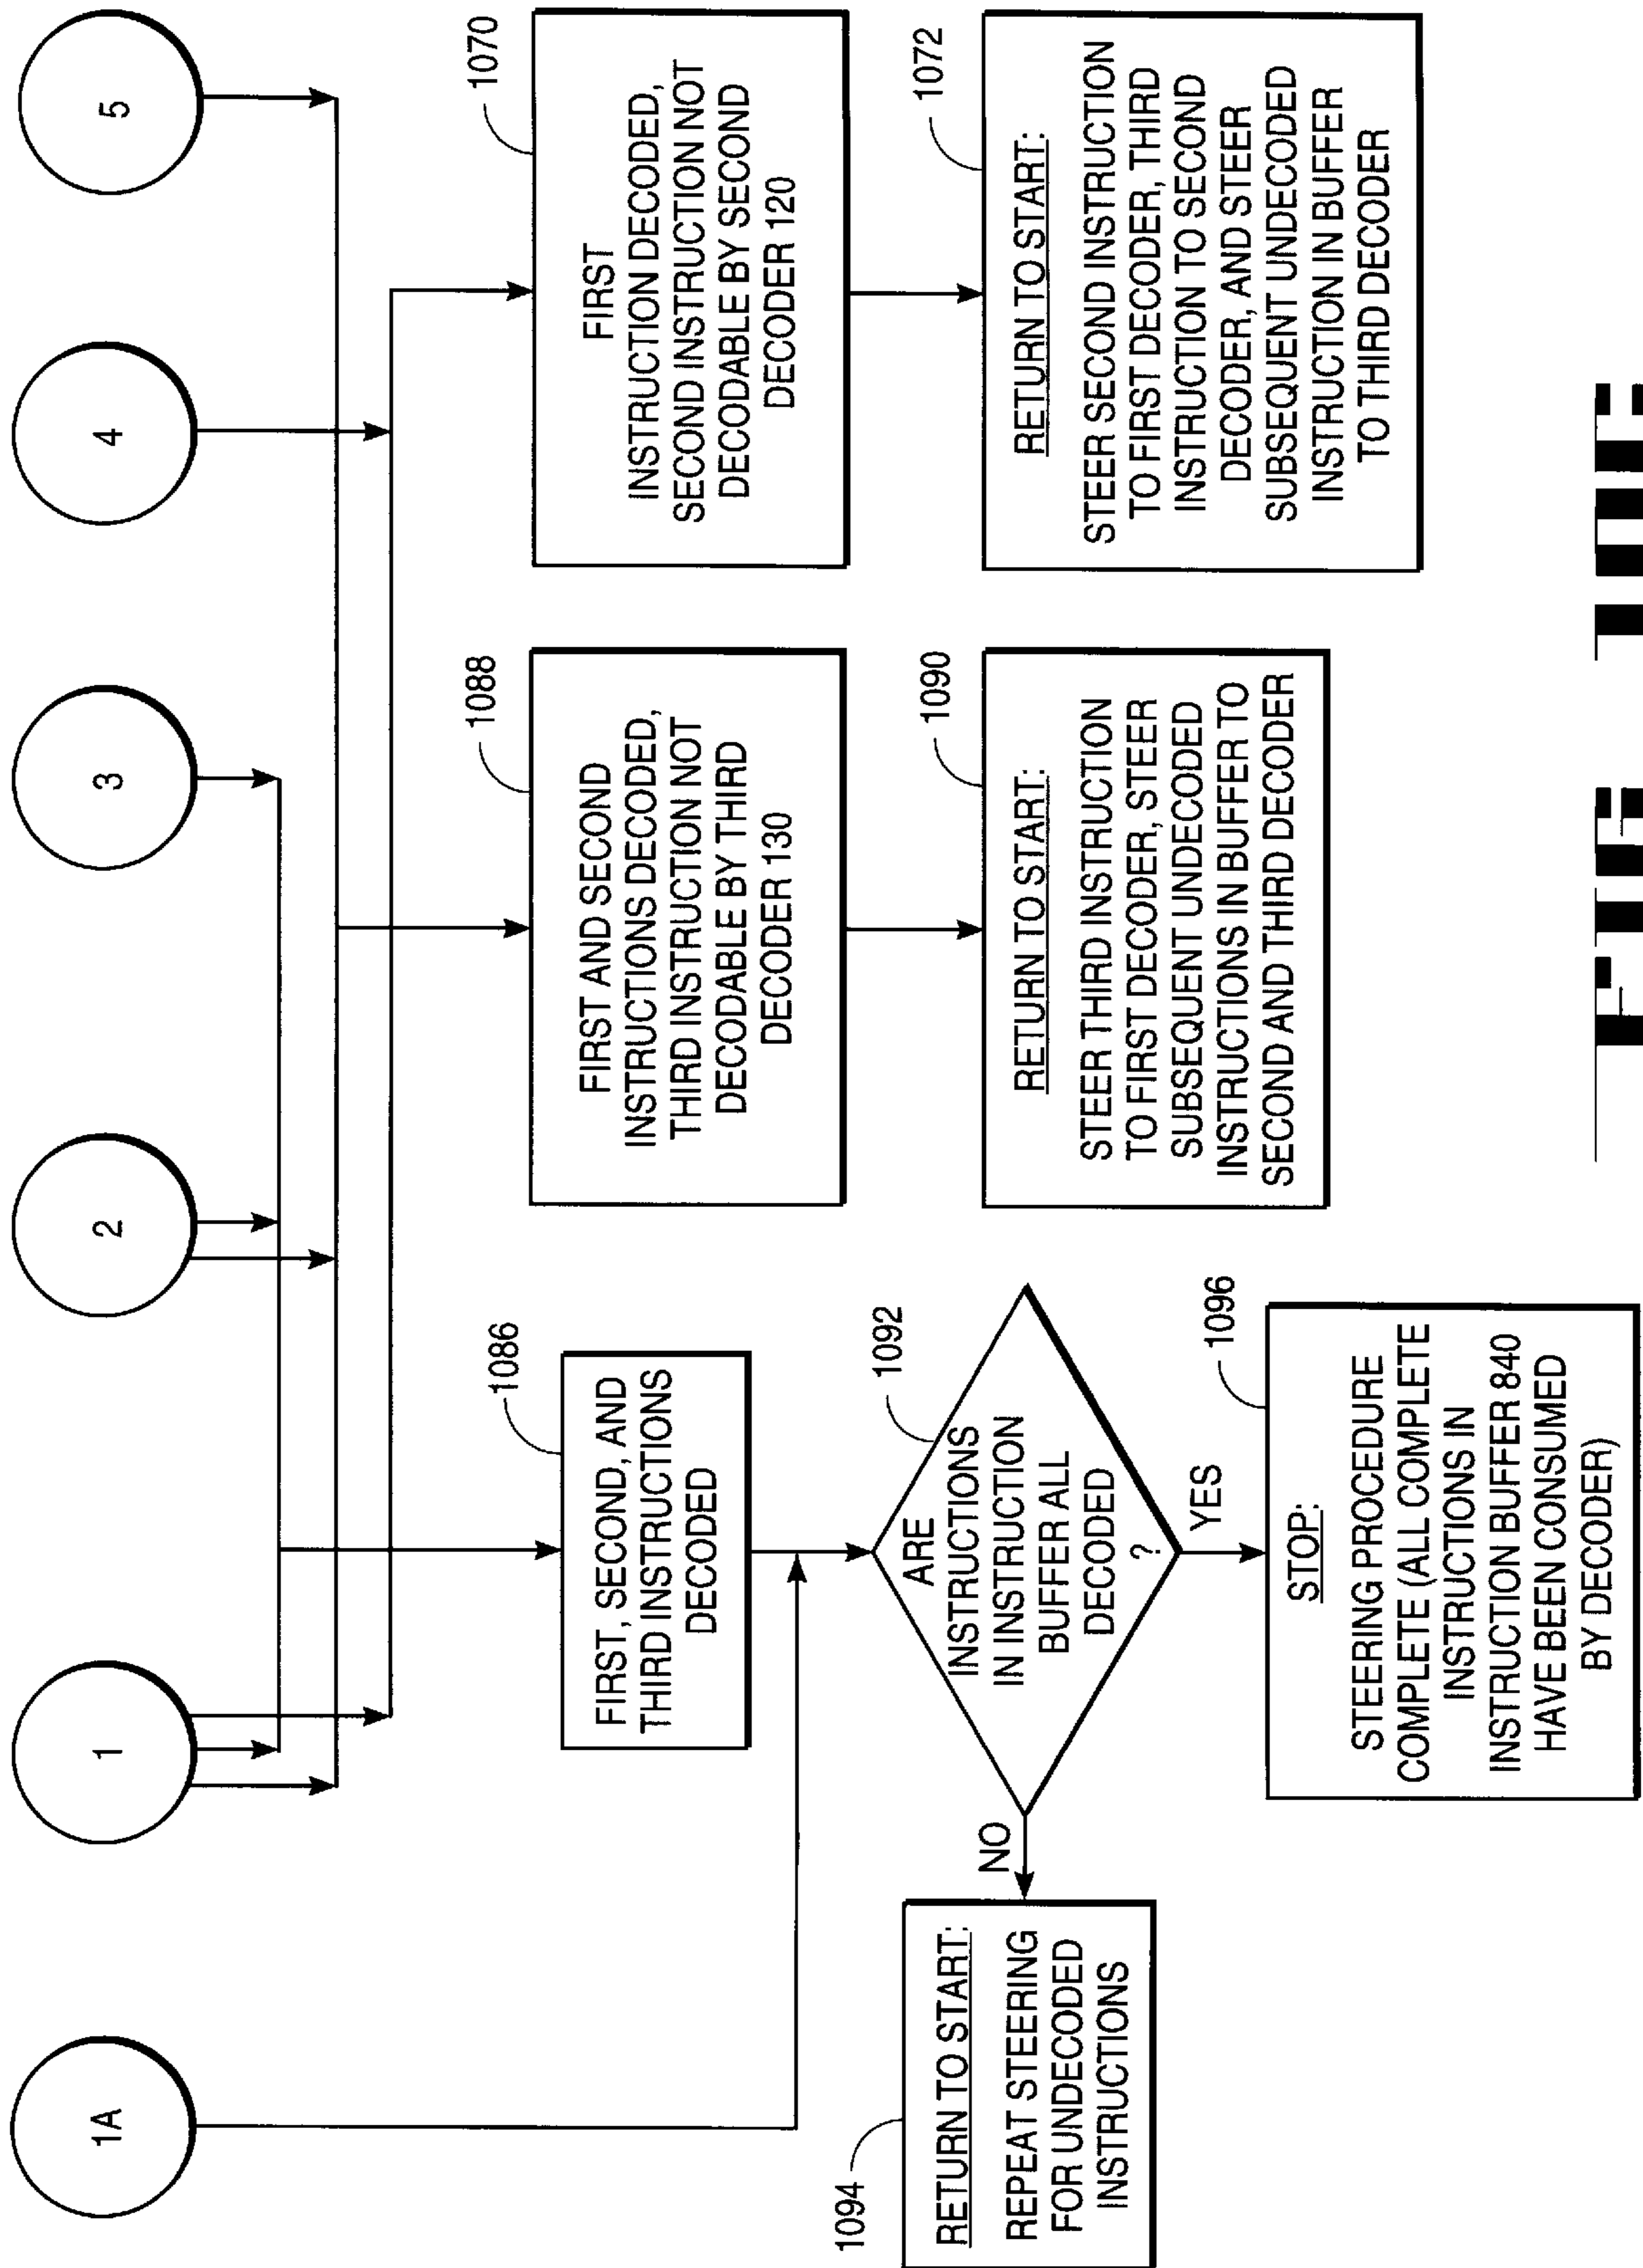 1A
1
2
3
4
5
1086
FIRST, SECOND, AND
THIRD INSTRUCTIONS
DECODED
1088
FIRST AND SECOND
INSTRUCTIONS DECODED,
THIRD INSTRUCTION NOT
DECODABLE BY THIRD
DECODER 130
1070
FIRST
INSTRUCTION DECODED,
SECOND INSTRUCTION NOT
DECODABLE BY SECOND
DECODER 120
1094
RETURN TO START:
REPEAT STEERING
FOR UNDECODED
INSTRUCTIONS
NO
1092
ARE
INSTRUCTIONS
IN INSTRUCTION
BUFFER ALL
DECODED
?
YES
1096
STOP:
STEERING PROCEDURE
COMPLETE (ALL COMPLETE
INSTRUCTIONS IN
INSTRUCTION BUFFER 840
HAVE BEEN CONSUMED
BY DECODER)
1090
RETURN TO START:
STEER THIRD INSTRUCTION
TO FIRST DECODER, STEER
SUBSEQUENT UNDECODED
INSTRUCTIONS IN BUFFER TO
SECOND AND THIRD DECODER
1072
RETURN TO START:
STEER SECOND INSTRUCTION
TO FIRST DECODER, THIRD
INSTRUCTION TO SECOND
DECODER, AND STEER
SUBSEQUENT UNDECODED
INSTRUCTION IN BUFFER
TO THIRD DECODER